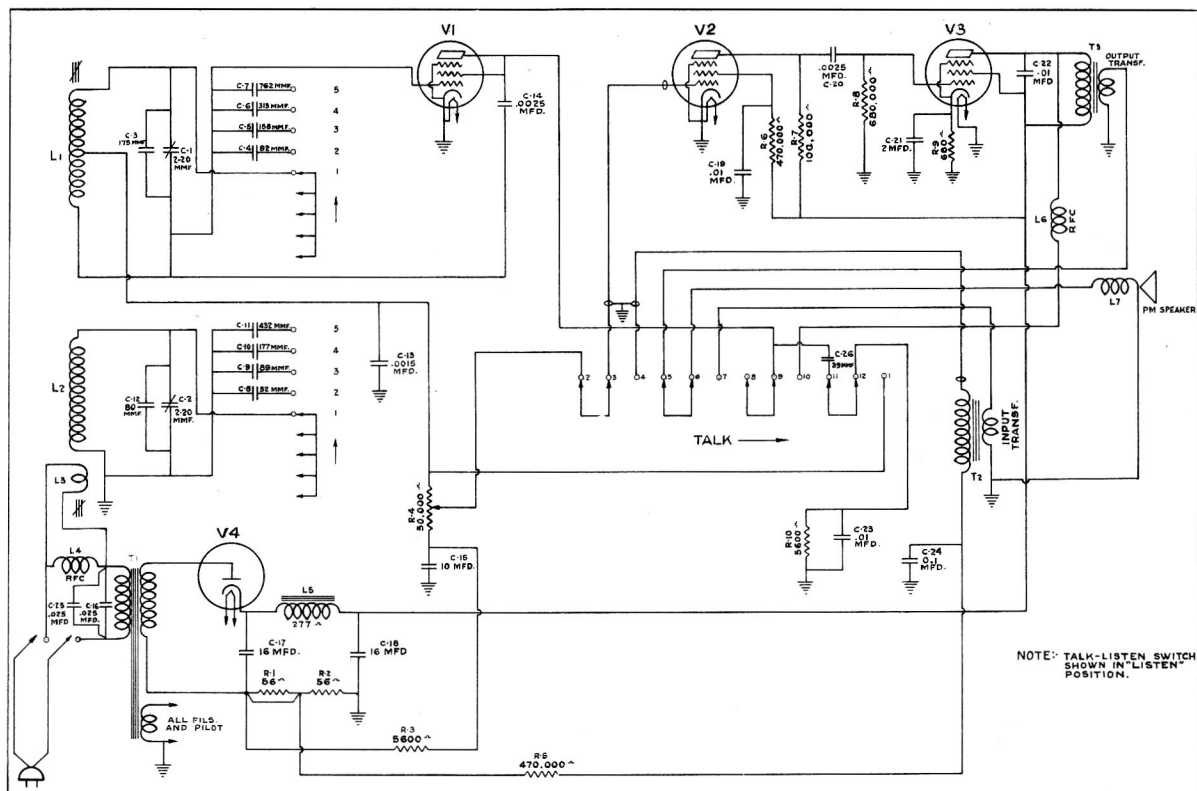 V1
V2
V3
T3
OUTPUT
TRANSF.
C-22
.01
MFD
C-7 762 MMF. 5
C-6 315 MMF. 4
C-5 158 MMF. 3
C-4 82 MMF. 2
1
C-3
175 MMF
C-1
2-20
MMF
L1
C-14
.0025
MFD.
.0025
MFD.
C-20
R-8
680,000~
R-6
470,000~
R-7
100,000~
C-19
.01
MFD.
C-21
2 MFD.
R-9
680~
L6
RFC
L7
PM SPEAKER
C-11 432 MMF. 5
C-10 177 MMF. 4
C-9 89 MMF. 3
C-8 52 MMF. 2
1
L2
C-12
80
MMF.
C-2
2-20
MMF.
C-13
.0015
MFD.
C-26
39 MMF
2 3 4 5 6 7 8 9 10 11 12 1
TALK
INPUT
TRANSF.
T2
L3
R-4
50,000~
R-10
5600~
C-23
.01
MFD.
C-24
0.1
MFD.
C-15
10 MFD.
V4
L4
RFC
T1
L5
277~
C-25
.025
MFD
C-16
.025
MFD.
C-17
16 MFD.
C-18
16 MFD
R-1
56~
R-2
56~
ALL FILS.
AND PILOT
R-3
5600~
R-5
470,000~
NOTE:- TALK-LISTEN SWITCH
SHOWN IN "LISTEN"
POSITION.